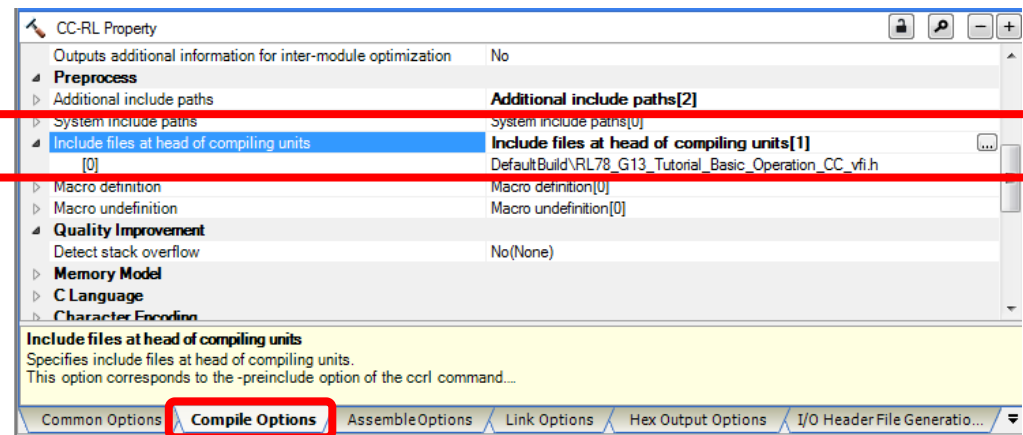 CC-RL Property
Outputs additional information for inter-module optimization No
Preprocess
Additional include paths Additional include paths[2]
System include paths System include paths[0]
Include files at head of compiling units Include files at head of compiling units[1] ...
[0] DefaultBuild\RL78_G13_Tutorial_Basic_Operation_CC_vfi.h
Macro definition Macro definition[0]
Macro undefinition Macro undefinition[0]
Quality Improvement
Detect stack overflow No(None)
Memory Model
C Language
Character Encoding
Include files at head of compiling units
Specifies include files at head of compiling units.
This option corresponds to the -preinclude option of the ccrl command....
Common Options Compile Options Assemble Options Link Options Hex Output Options I/O Header File Generatio...